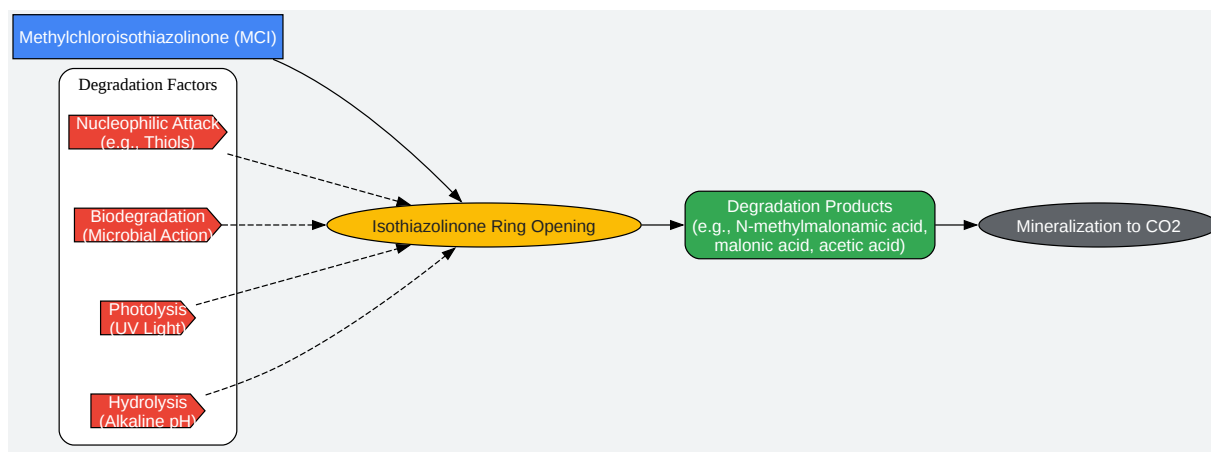 Methylchloroisothiazolinone (MCI)
Degradation Factors
Nucleophilic Attack
(e.g., Thiols)
Biodegradation
(Microbial Action)
Photolysis
(UV Light)
Hydrolysis
(Alkaline pH)
Isothiazolinone Ring Opening
Degradation Products
(e.g., N-methylmalonamic acid,
malonic acid, acetic acid)
Mineralization to CO2